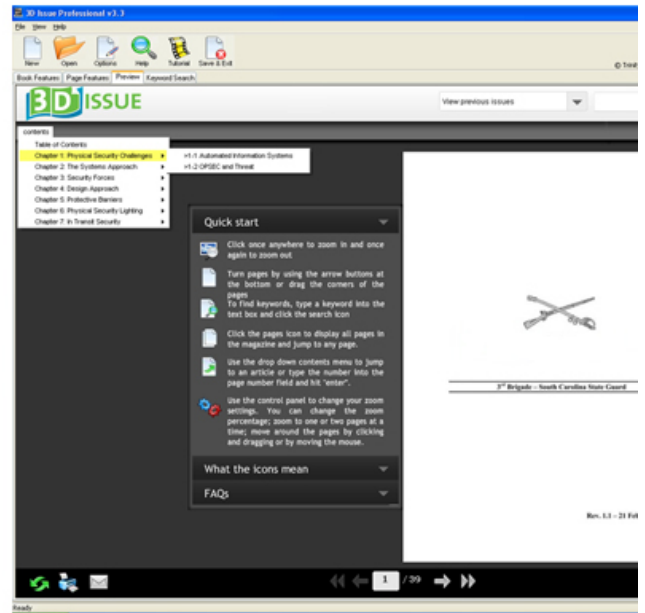 3D Issue Professional v3.3
File View Help
New Open Options Help Tutorial Save & Exit
© Trinit
Book Features Page Features Preview Keyword Search
3D ISSUE
View previous issues
contents
Table of Contents
Chapter 1: Physical Security Challenges
Chapter 2: The Systems Approach
Chapter 3: Security Forces
Chapter 4: Design Approach
Chapter 5: Protective Barriers
Chapter 6: Physical Security Lighting
Chapter 7: In Transit Security
>1-1 Automated Information Systems
>1-2 OPSEC and Threat
Quick start
Click once anywhere to zoom in and once
again to zoom out
Turn pages by using the arrow buttons at
the bottom or drag the corners of the
pages
To find keywords, type a keyword into the
text box and click the search icon
Click the pages icon to display all pages in
the magazine and jump to any page.
Use the drop down contents menu to jump
to an article or type the number into the
page number field and hit "enter".
Use the control panel to change your zoom
settings. You can change the zoom
percentage; zoom to one or two pages at a
time; move around the pages by clicking
and dragging or by moving the mouse.
What the icons mean
FAQs
3rd Brigade – South Carolina State Guard
Rev. 1.1 – 21 Feb
1 / 39
Ready